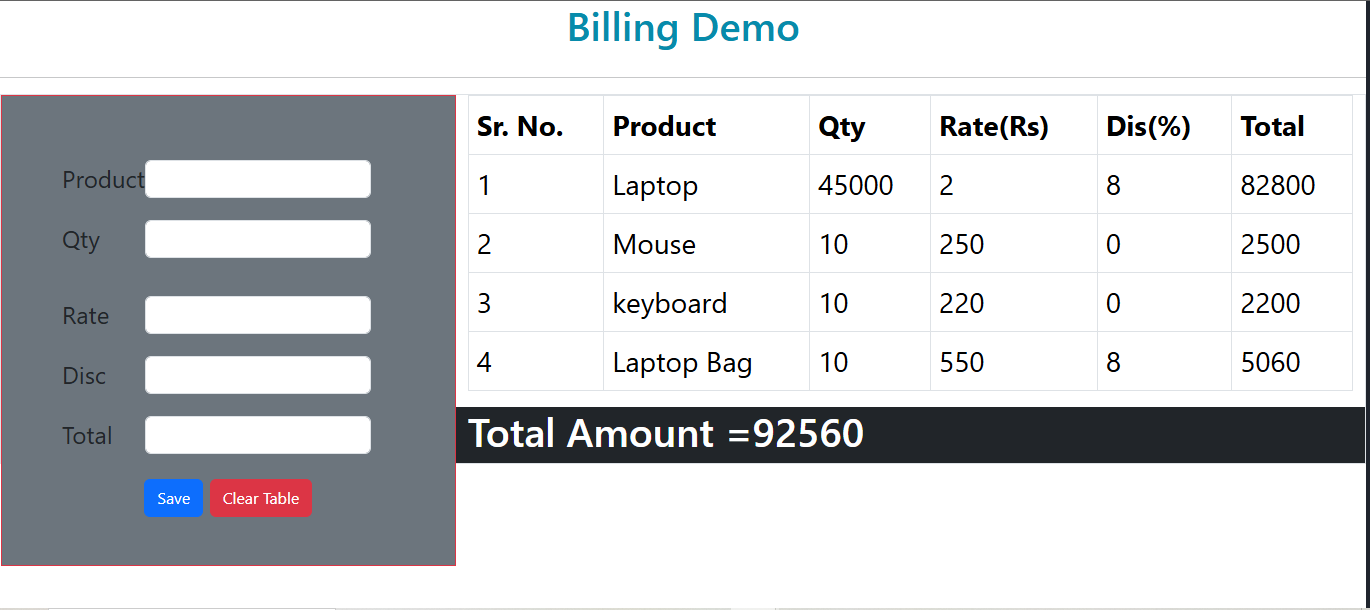 Billing Demo
Product
Qty
Rate
Disc
Total
Save Clear Table
Sr. No. Product Qty Rate(Rs) Dis(%) Total
1 Laptop 45000 2 8 82800
2 Mouse 10 250 0 2500
3 keyboard 10 220 0 2200
4 Laptop Bag 10 550 8 5060
Total Amount =92560